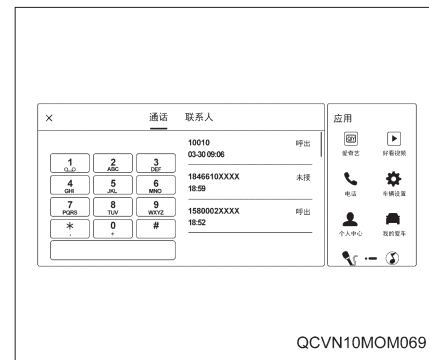 × 通话 联系人
1 2 ABC 3 DEF
4 GHI 5 JKL 6 MNO
7 PQRS 8 TUV 9 WXYZ
* , 0 + #
10010 呼出
03-30 09:06
1846610XXXX 未接
18:59
1580002XXXX 呼出
18:52
应用
爱奇艺 好看视频
电话 车辆设置
个人中心 我的爱车
QCVN10MOM069